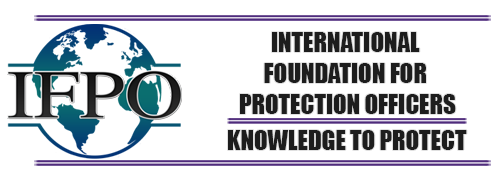 IFPO
INTERNATIONAL
FOUNDATION FOR
PROTECTION OFFICERS
KNOWLEDGE TO PROTECT